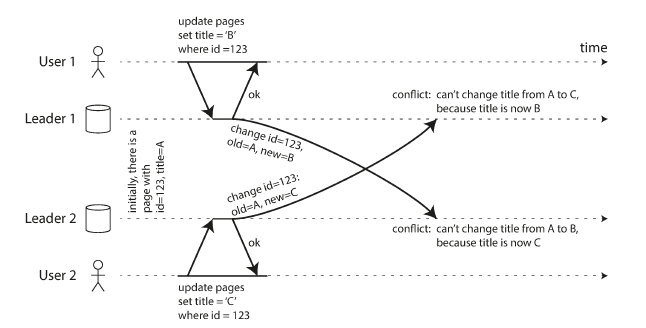 update pages
set title = 'B'
where id =123
time
User 1
ok
conflict: can't change title from A to C,
because title is now B
Leader 1
change id=123,
old=A, new=B
initially, there is a
page with
id=123, title=A
change id=123:
old=A, new=C
Leader 2
conflict: can't change title from A to B,
because title is now C
ok
User 2
update pages
set title = 'C'
where id = 123